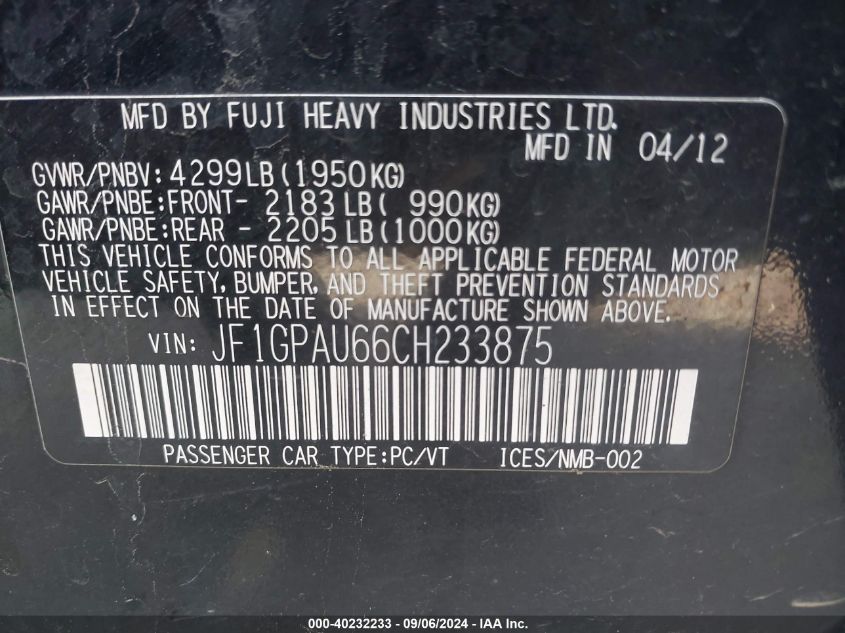 MFD BY FUJI HEAVY INDUSTRIES LTD.
MFD IN 04/12
GVWR/PNBV: 4299LB(1950KG)
GAWR/PNBE:FRONT- 2183 LB( 990KG)
GAWR/PNBE:REAR - 2205 LB(1000KG)
THIS VEHICLE CONFORMS TO ALL APPLICABLE FEDERAL MOTOR
VEHICLE SAFETY, BUMPER, AND THEFT PREVENTION STANDARDS
IN EFFECT ON THE DATE OF MANUFACTURE SHOWN ABOVE.
VIN: JF1GPAU66CH233875
PASSENGER CAR TYPE:PC/VT ICES/NMB-002
000-40232233 - 09/06/2024 - IAA Inc.